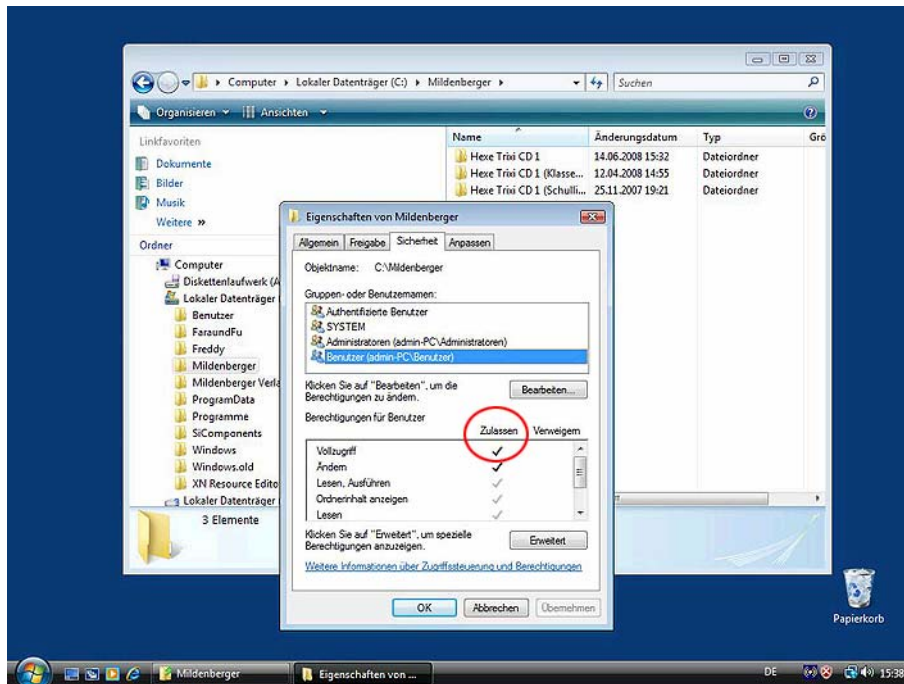 Computer ▸ Lokaler Datenträger (C:) ▸ Mildenberger ▸
Suchen
Organisieren
Ansichten
Linkfavoriten
Dokumente
Bilder
Musik
Weitere »
Ordner
Computer
Diskettenlaufwerk (A
Lokaler Datenträger
Benutzer
FaraundFu
Freddy
Mildenberger
Mildenberger Verla
ProgramData
Programme
SiComponents
Windows
Windows.old
XN Resource Edito
Lokaler Datenträger
3 Elemente
Name Änderungsdatum Typ Grö
Hexe Trixi CD 1 14.06.2008 15:32 Dateiordner
Hexe Trixi CD 1 (Klasse... 12.04.2008 14:55 Dateiordner
Hexe Trixi CD 1 (Schulli... 25.11.2007 19:21 Dateiordner
Eigenschaften von Mildenberger
Allgemein Freigabe Sicherheit Anpassen
Objektname: C:\Mildenberger
Gruppen- oder Benutzernamen:
Authentifizierte Benutzer
SYSTEM
Administratoren (admin-PC\Administratoren)
Benutzer (admin-PC\Benutzer)
Klicken Sie auf "Bearbeiten", um die
Berechtigungen zu ändern.
Bearbeiten...
Berechtigungen für Benutzer
Zulassen Verweigern
Vollzugriff
Ändern
Lesen, Ausführen
Ordnerinhalt anzeigen
Lesen
Klicken Sie auf "Erweitert", um spezielle
Berechtigungen anzuzeigen.
Erweitert
Weitere Informationen über Zugriffssteuerung und Berechtigungen
OK Abbrechen Übernehmen
Papierkorb
Mildenberger
Eigenschaften von ...
DE
15:38